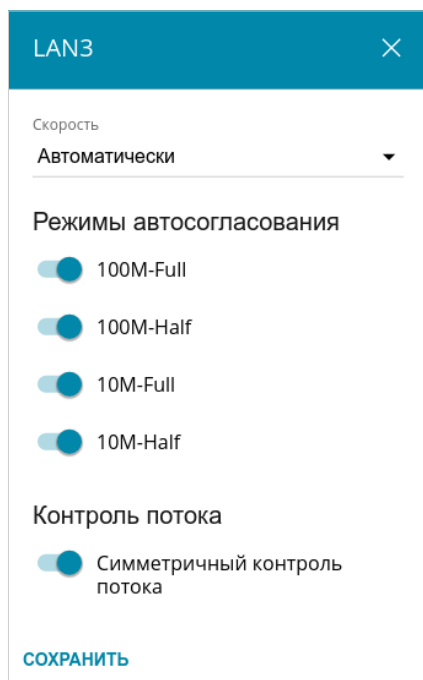 LAN3
Скорость
Автоматически
Режимы автосогласования
100M-Full
100M-Half
10M-Full
10M-Half
Контроль потока
Симметричный контроль
потока
СОХРАНИТЬ